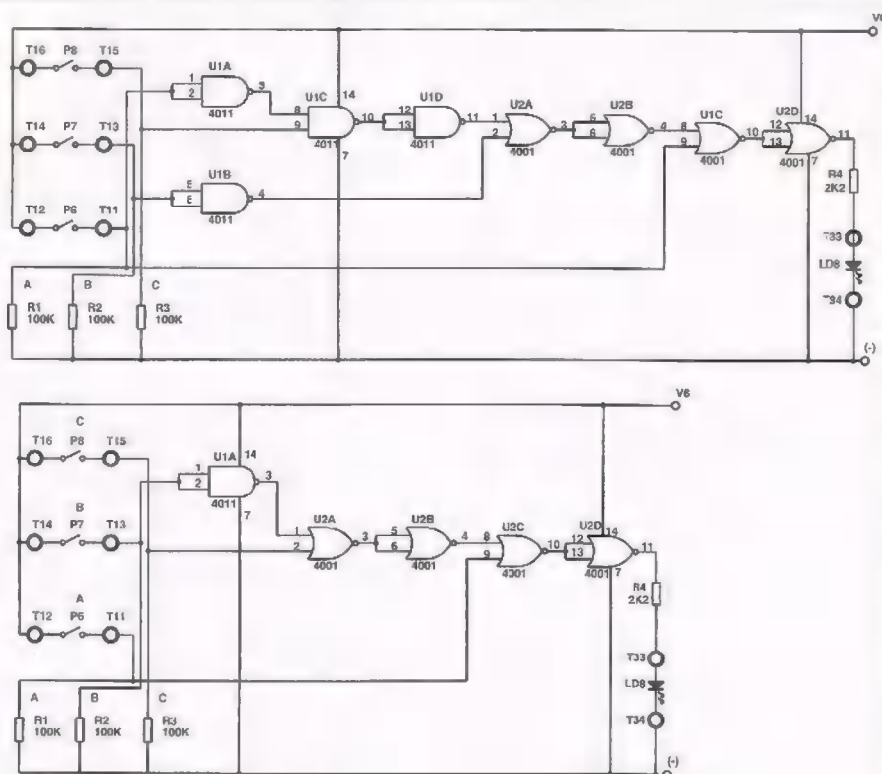 T16 P8 T15
U1A
1
2
3
4011
U1C
14
8
9
10
4011
7
U1D
12
13
11
4011
U2A
1
2
3
4001
U2B
5
6
4
4001
U1C
8
9
10
4001
U2D
14
12
13
11
4001
7
R4
2K2
T33
LD8
T34
(-)
T14 P7 T13
U1B
E
E
4
4011
T12 P6 T11
A B C
R1
100K
R2
100K
R3
100K
V6
C
T16 P8 T15
B
T14 P7 T13
A
T12 P6 T11
U1A
14
1
2
3
4011
7
U2A
1
2
3
4001
U2B
5
6
4
4001
U2C
8
9
10
4001
U2D
14
12
13
11
4001
7
R4
2K2
T33
LD8
T34
(-)
A B C
R1
100K
R2
100K
R3
100K